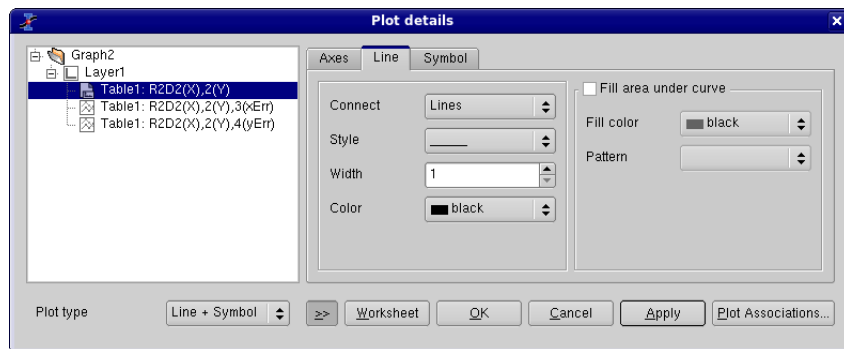 Plot details
Graph2
Layer1
Table1: R2D2(X),2(Y)
Table1: R2D2(X),2(Y),3(xErr)
Table1: R2D2(X),2(Y),4(yErr)
Axes Line Symbol
Connect Lines
Style
Width 1
Color black
Fill area under curve
Fill color black
Pattern
Plot type Line + Symbol >> Worksheet OK Cancel Apply Plot Associations...